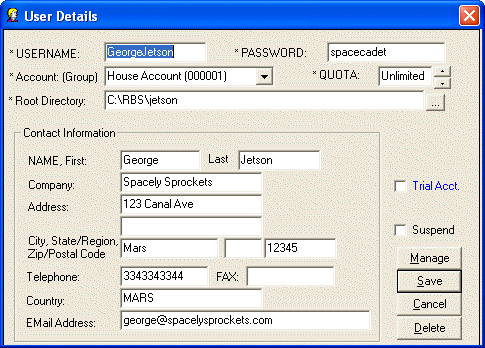 User Details
* USERNAME: GeorgeJetson * PASSWORD: spacecadet
* Account: (Group) House Account (000001) * QUOTA: Unlimited
* Root Directory: C:\RBS\jetson ...
Contact Information
NAME, First: George Last Jetson
Company: Spacely Sprockets
Address: 123 Canal Ave
Trial Acct.
City, State/Region,
Zip/Postal Code Mars 12345
Suspend
Manage
Telephone: 3343343344 FAX:
Save
Country: MARS
Cancel
EMail Address: george@spacelysprockets.com
Delete